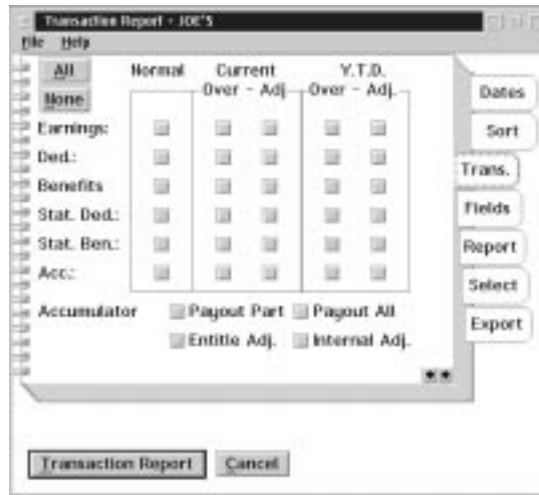 Transaction Report - JOE'S
File Help
All Normal Current Y.T.D.
None Over - Adj Over - Adj.
Earnings:
Ded.:
Benefits
Stat. Ded.:
Stat. Ben.:
Acc.:
Accumulator Payout Part Payout All
Entitle Adj. Internal Adj.
Dates
Sort
Trans.
Fields
Report
Select
Export
Transaction Report Cancel